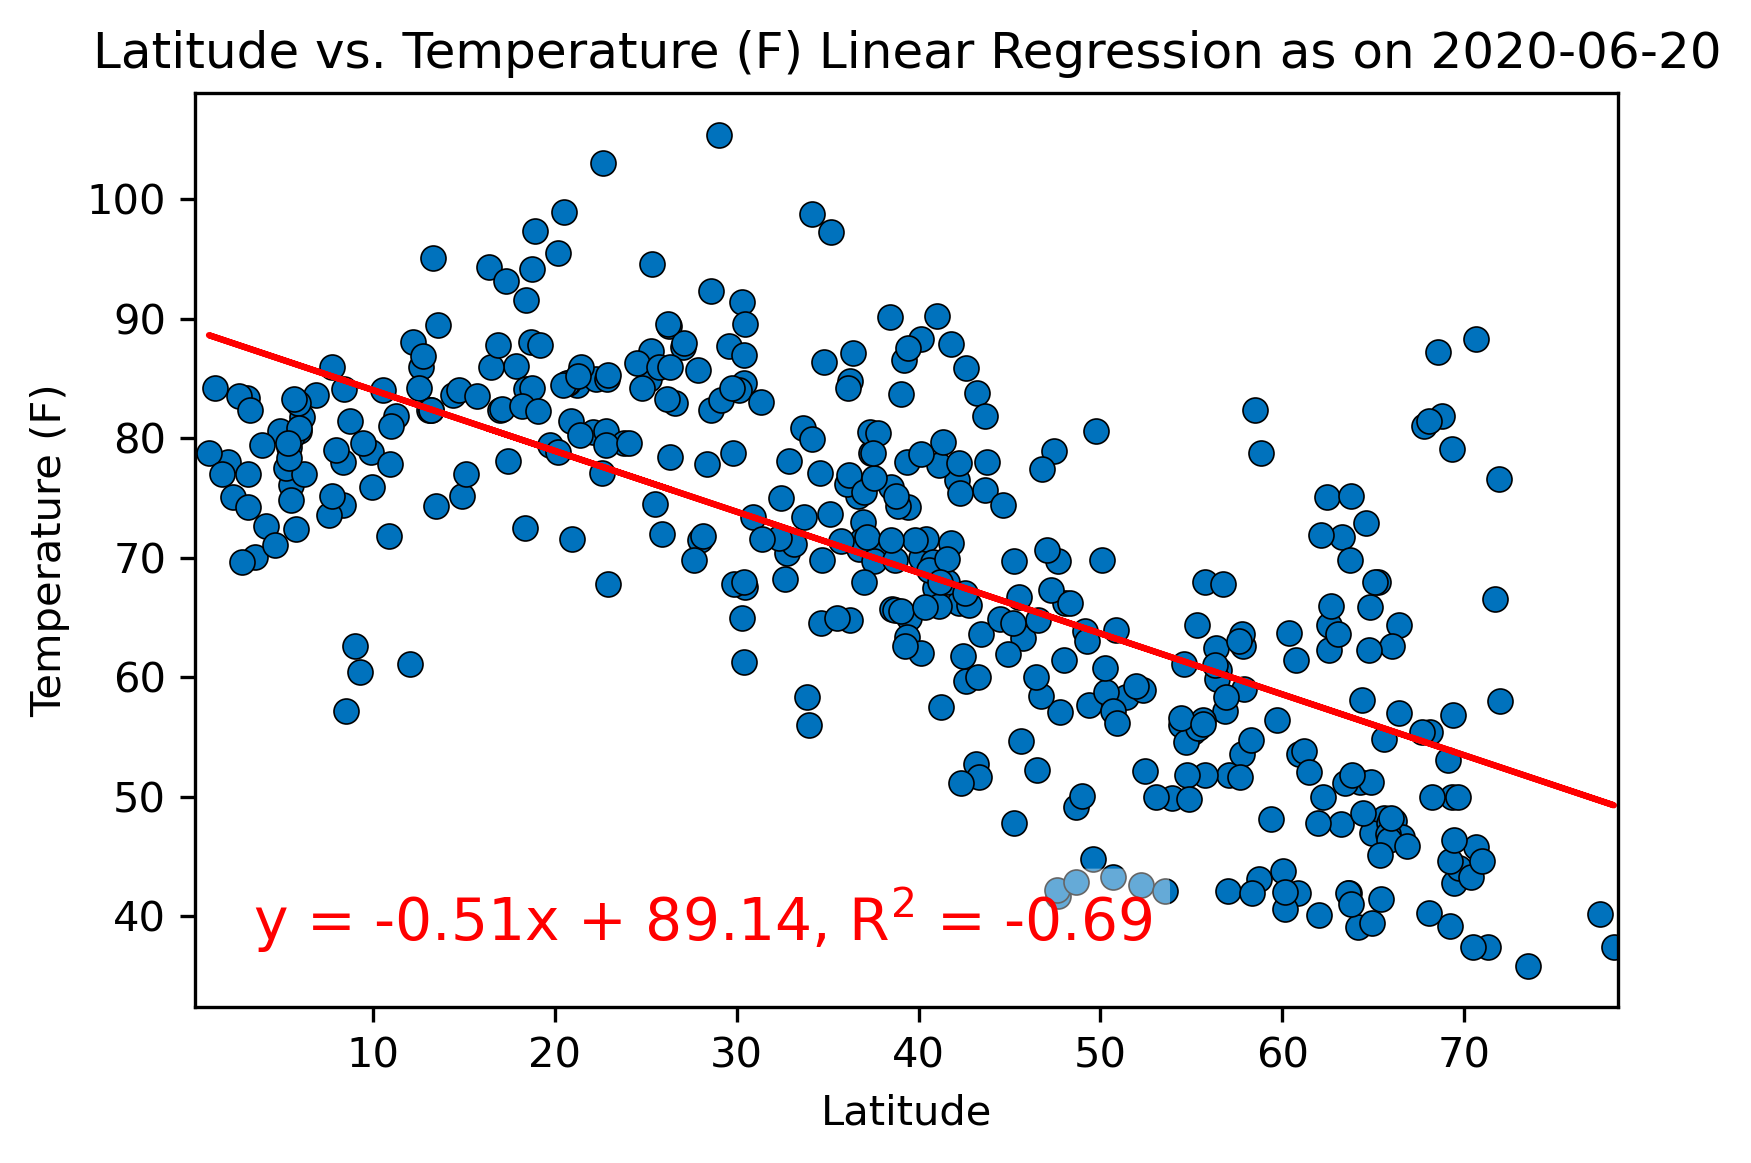 Latitude vs. Temperature (F) Linear Regression as on 2020-06-20
Temperature (F)
100
90
80
70
60
50
40
y = -0.51x + 89.14, R² = -0.69
10 20 30 40 50 60 70
Latitude